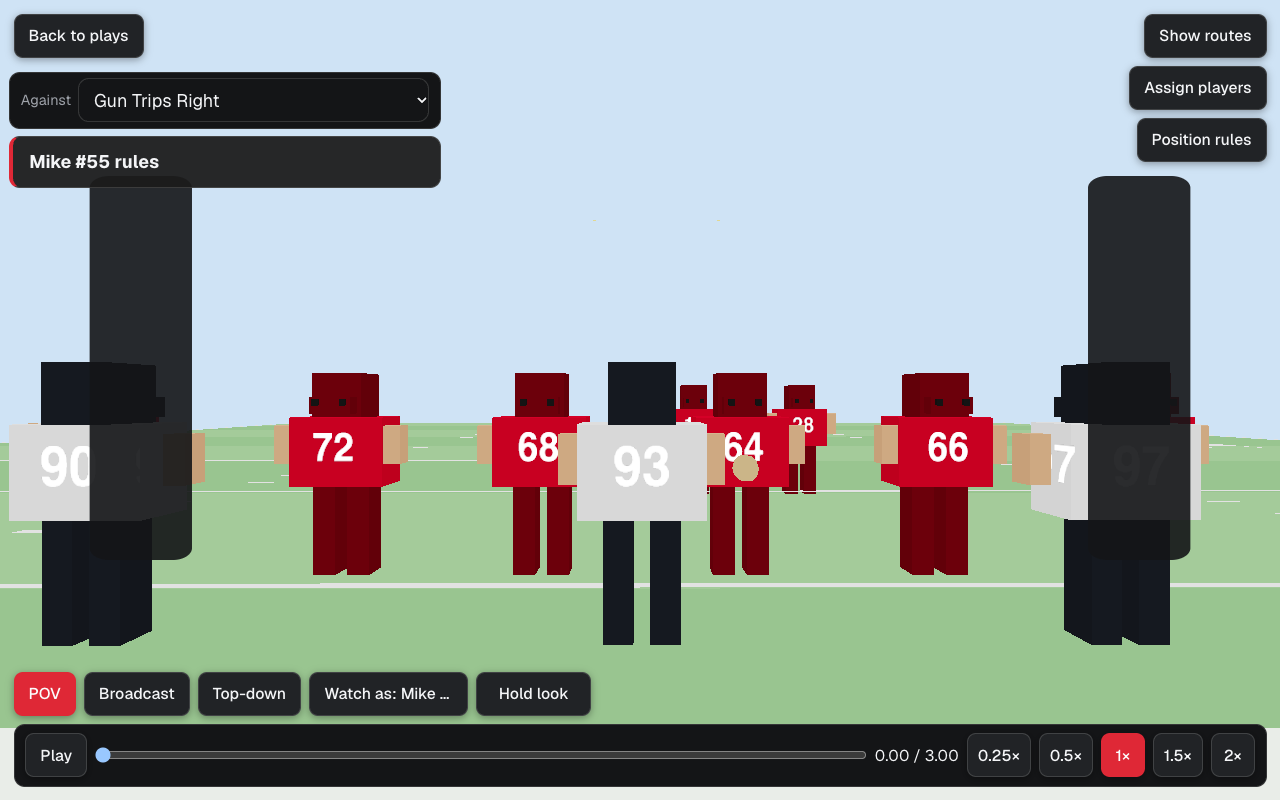 Back to plays
Show routes
Against Gun Trips Right
Assign players
Mike #55 rules
Position rules
90
72
68
93
64
28
66
97
POV
Broadcast
Top-down
Watch as: Mike ...
Hold look
Play
0.00 / 3.00
0.25×
0.5×
1×
1.5×
2×